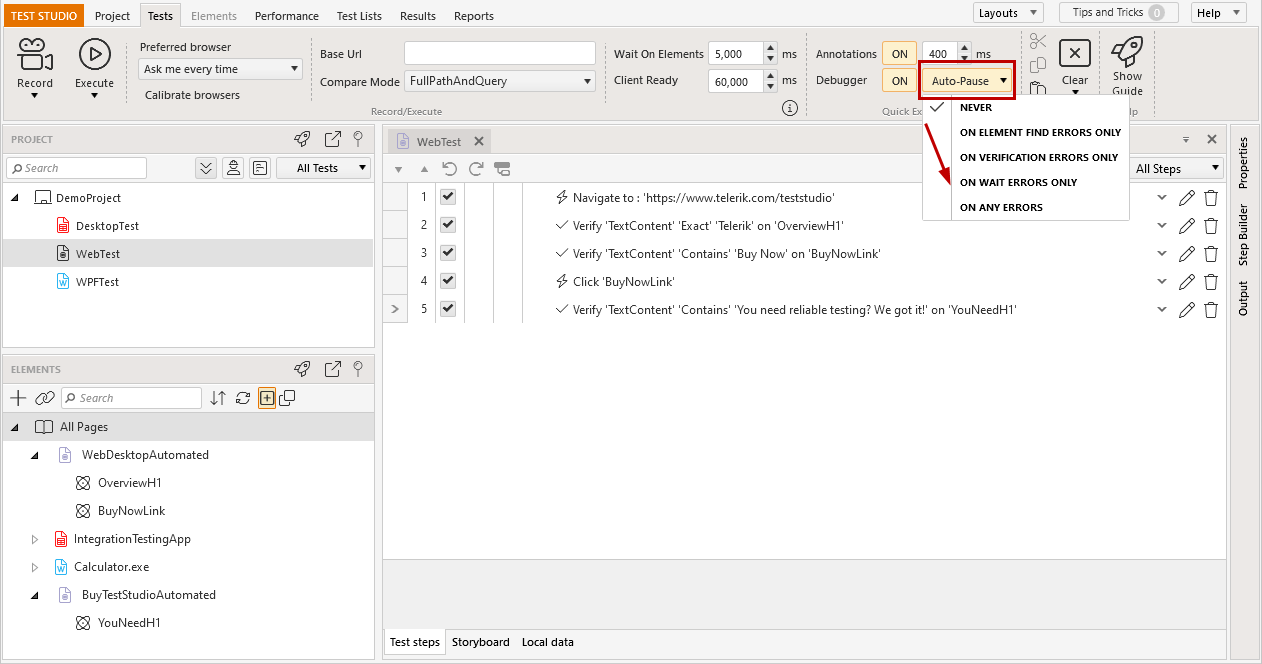 TEST STUDIO Project Tests Elements Performance Test Lists Results Reports Layouts Tips and Tricks 0 Help
Record
Execute
Preferred browser
Ask me every time
Calibrate browsers
Base Url
Compare Mode FullPathAndQuery
Record/Execute
Wait On Elements 5,000 ms
Client Ready 60,000 ms
Annotations ON 400 ms
Debugger ON Auto-Pause
Quick Ex
Clear
Show
Guide
lp
NEVER
ON ELEMENT FIND ERRORS ONLY
ON VERIFICATION ERRORS ONLY
ON WAIT ERRORS ONLY
ON ANY ERRORS
PROJECT
Search All Tests
DemoProject
DesktopTest
WebTest
WPFTest
ELEMENTS
Search
All Pages
WebDesktopAutomated
OverviewH1
BuyNowLink
IntegrationTestingApp
Calculator.exe
BuyTestStudioAutomated
YouNeedH1
WebTest
All Steps
1 Navigate to : 'https://www.telerik.com/teststudio'
2 Verify 'TextContent' 'Exact' 'Telerik' on 'OverviewH1'
3 Verify 'TextContent' 'Contains' 'Buy Now' on 'BuyNowLink'
4 Click 'BuyNowLink'
5 Verify 'TextContent' 'Contains' 'You need reliable testing? We got it!' on 'YouNeedH1'
Test steps Storyboard Local data
Properties
Step Builder
Output